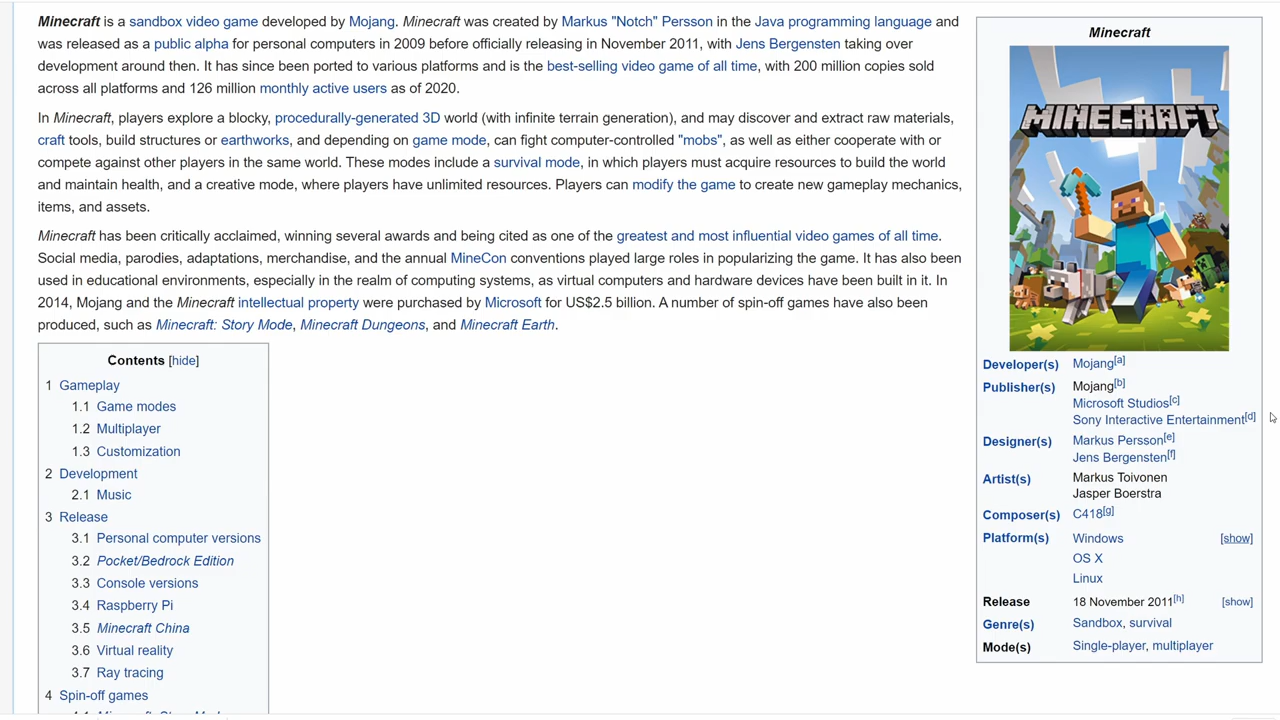 Minecraft is a sandbox video game developed by Mojang. Minecraft was created by Markus "Notch" Persson in the Java programming language and
was released as a public alpha for personal computers in 2009 before officially releasing in November 2011, with Jens Bergensten taking over
development around then. It has since been ported to various platforms and is the best-selling video game of all time, with 200 million copies sold
across all platforms and 126 million monthly active users as of 2020.
In Minecraft, players explore a blocky, procedurally-generated 3D world (with infinite terrain generation), and may discover and extract raw materials,
craft tools, build structures or earthworks, and depending on game mode, can fight computer-controlled "mobs", as well as either cooperate with or
compete against other players in the same world. These modes include a survival mode, in which players must acquire resources to build the world
and maintain health, and a creative mode, where players have unlimited resources. Players can modify the game to create new gameplay mechanics,
items, and assets.
Minecraft has been critically acclaimed, winning several awards and being cited as one of the greatest and most influential video games of all time.
Social media, parodies, adaptations, merchandise, and the annual MineCon conventions played large roles in popularizing the game. It has also been
used in educational environments, especially in the realm of computing systems, as virtual computers and hardware devices have been built in it. In
2014, Mojang and the Minecraft intellectual property were purchased by Microsoft for US$2.5 billion. A number of spin-off games have also been
produced, such as Minecraft: Story Mode, Minecraft Dungeons, and Minecraft Earth.
Contents [hide]
1 Gameplay
1.1 Game modes
1.2 Multiplayer
1.3 Customization
2 Development
2.1 Music
3 Release
3.1 Personal computer versions
3.2 Pocket/Bedrock Edition
3.3 Console versions
3.4 Raspberry Pi
3.5 Minecraft China
3.6 Virtual reality
3.7 Ray tracing
4 Spin-off games
Minecraft
MINECRAFT
Developer(s) Mojang[a]
Publisher(s) Mojang[b]
Microsoft Studios[c]
Sony Interactive Entertainment[d]
Designer(s) Markus Persson[e]
Jens Bergensten[f]
Artist(s) Markus Toivonen
Jasper Boerstra
Composer(s) C418[g]
Platform(s) Windows [show]
OS X
Linux
Release 18 November 2011[h] [show]
Genre(s) Sandbox, survival
Mode(s) Single-player, multiplayer